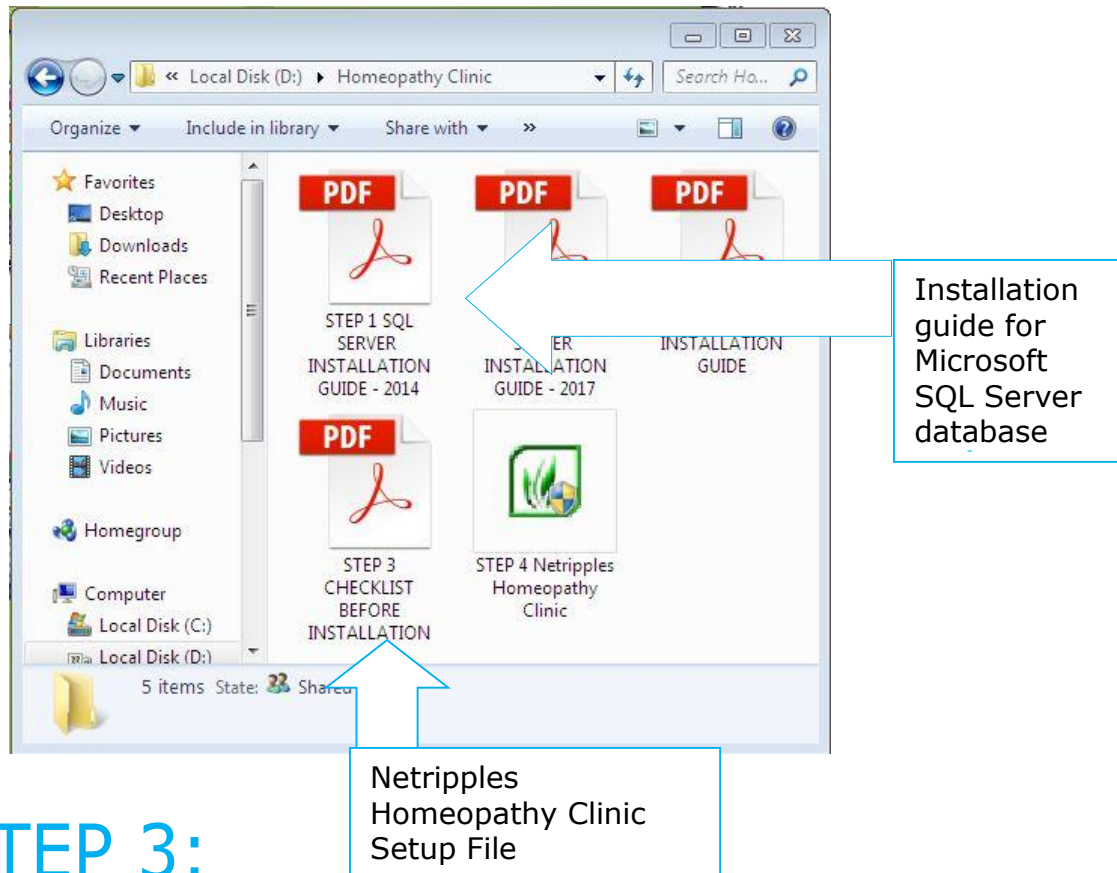 « Local Disk (D:) ▸ Homeopathy Clinic
Search Ho...
Organize
Include in library
Share with
»
Favorites
Desktop
Downloads
Recent Places
Libraries
Documents
Music
Pictures
Videos
Homegroup
Computer
Local Disk (C:)
Local Disk (D:)
PDF
STEP 1 SQL
SERVER
INSTALLATION
GUIDE - 2014
PDF
INSTALLATION
GUIDE - 2017
PDF
INSTALLATION
GUIDE
PDF
STEP 3
CHECKLIST
BEFORE
INSTALLATION
STEP 4 Netripples
Homeopathy
Clinic
5 items State: Shared
Installation
guide for
Microsoft
SQL Server
database
Netripples
Homeopathy Clinic
Setup File
TEP 3: